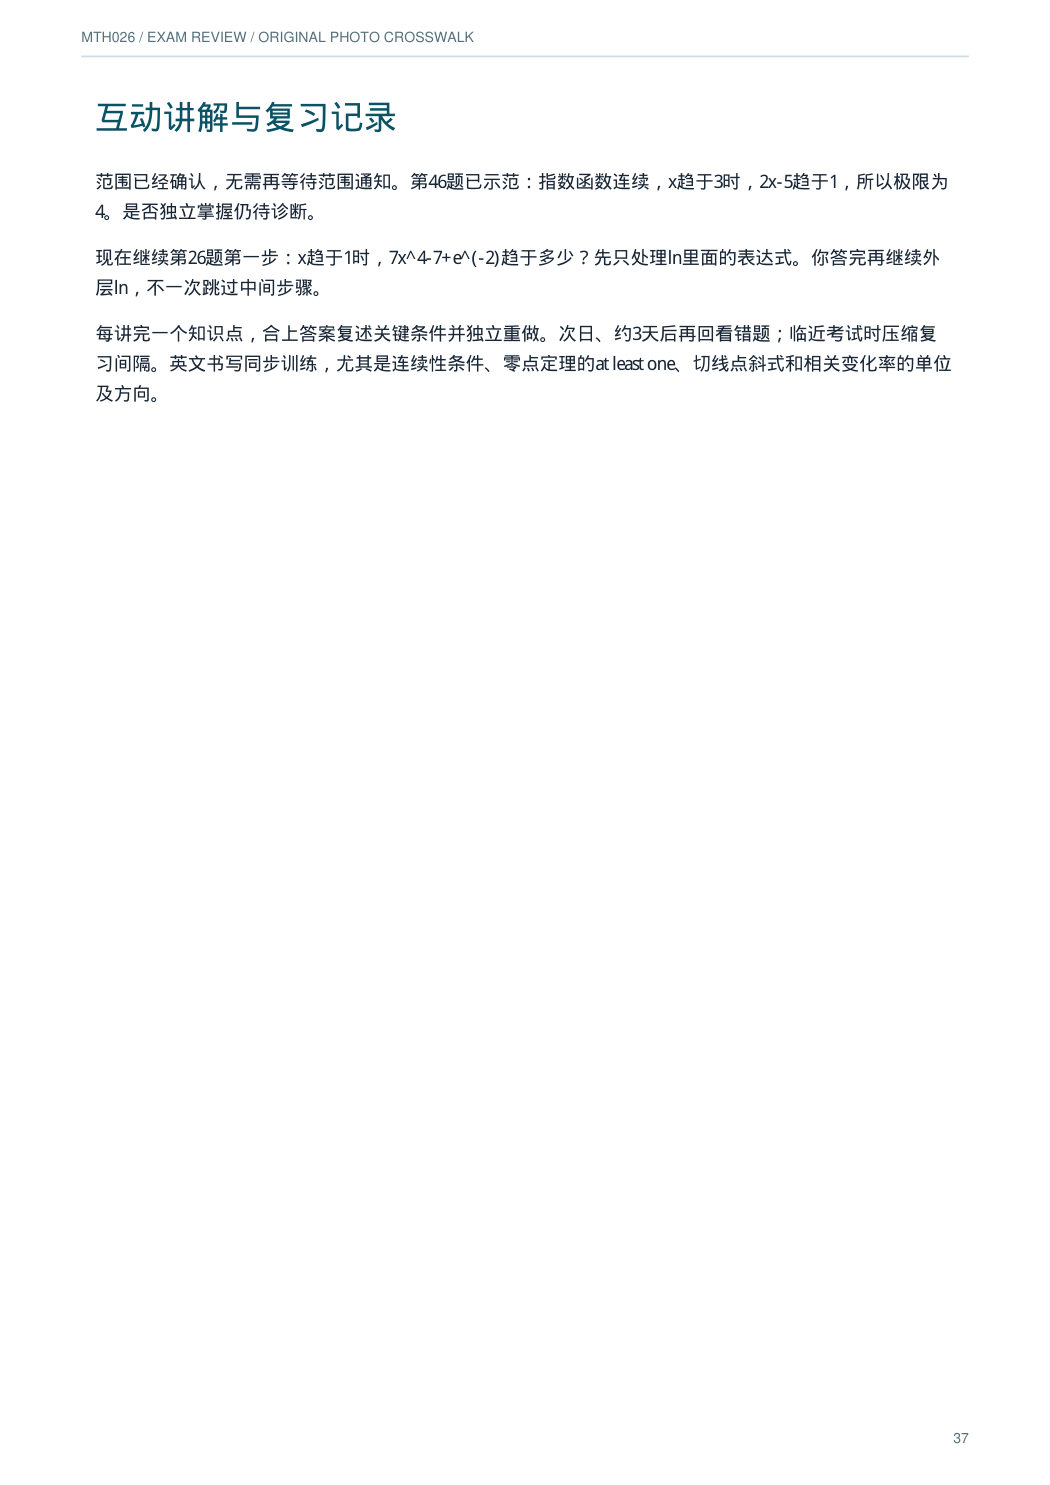 MTH026 / EXAM REVIEW / ORIGINAL PHOTO CROSSWALK
互动讲解与复习记录
范围已经确认，无需再等待范围通知。第46题已示范：指数函数连续，x趋于3时，2x-5趋于1，所以极限为
4。是否独立掌握仍待诊断。
现在继续第26题第一步：x趋于1时，7x^4-7+e^(-2)趋于多少？先只处理ln里面的表达式。你答完再继续外
层ln，不一次跳过中间步骤。
每讲完一个知识点，合上答案复述关键条件并独立重做。次日、约3天后再回看错题；临近考试时压缩复
习间隔。英文书写同步训练，尤其是连续性条件、零点定理的at least one、切线点斜式和相关变化率的单位
及方向。
37